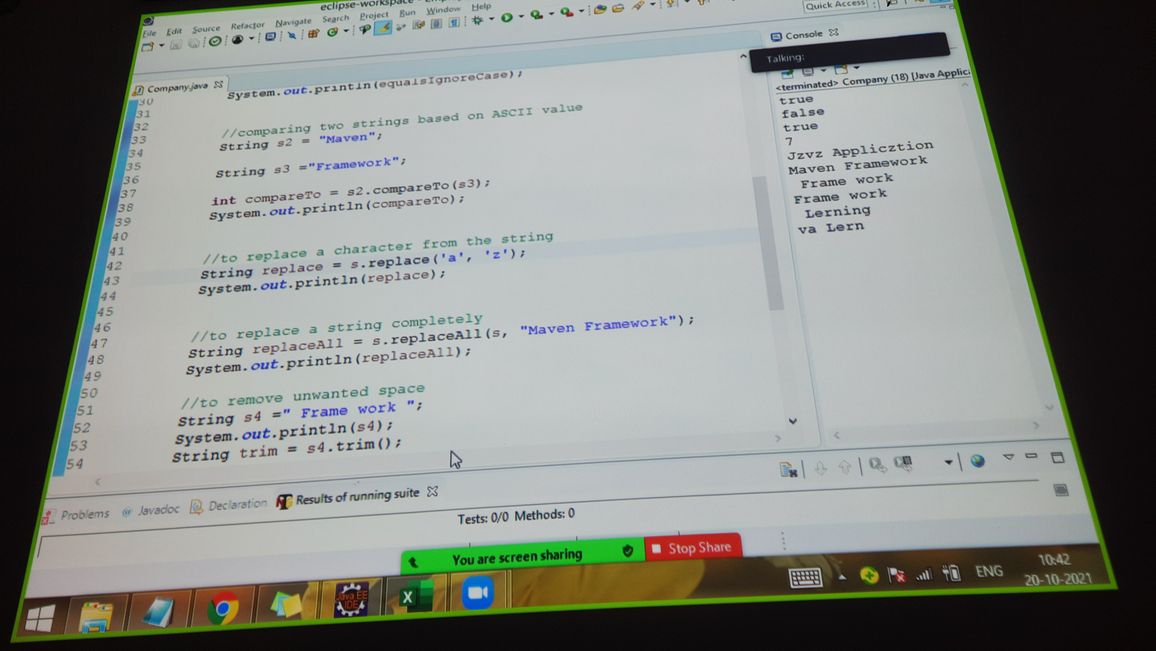 eclipse-workspace
File Edit Source Refactor Navigate Search Project Run Window Help
Quick Access
Company.java
Console
Talking:
<terminated> Company (18) [Java Applic
30 System.out.println(equalsIgnoreCase);
31
32
33 //comparing two strings based on ASCII value
34 String s2 = "Maven";
35
36 String s3 ="Framework";
37
38 int compareTo = s2.compareTo(s3);
39 System.out.println(compareTo);
40
41
42 //to replace a character from the string
43 String replace = s.replace('a', 'z');
44 System.out.println(replace);
45
46
47 //to replace a string completely
48 String replaceAll = s.replaceAll(s, "Maven Framework");
49 System.out.println(replaceAll);
50
51 //to remove unwanted space
52 String s4 =" Frame work ";
53 System.out.println(s4);
54 String trim = s4.trim();
true
false
true
7
Jzvz Applicztion
Maven Framework
Frame work
Frame work
Lerning
va Lern
Problems Javadoc Declaration Results of running suite
Tests: 0/0 Methods: 0
You are screen sharing Stop Share
Java EE
IDE
ENG
10:42
20-10-2021